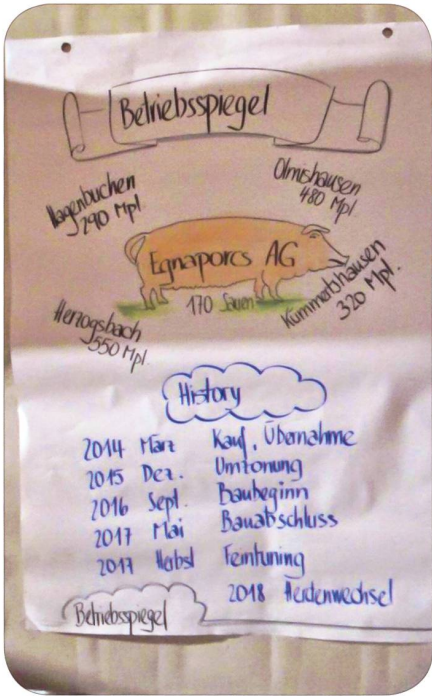 Betriebsspiegel
Hagenbuchen
290 Mpl.
Olmishausen
480 Mpl.
Egnaporcs AG
170 Sauen
Herzogsbach
550 Mpl.
Kümmertshausen
320 Mpl.
History
2014 März Kauf, Übernahme
2015 Dez. Umzonung
2016 Sept. Baubeginn
2017 Mai Bauabschluss
2017 Herbst Feintuning
2018 Herdenwechsel
Betriebsspiegel